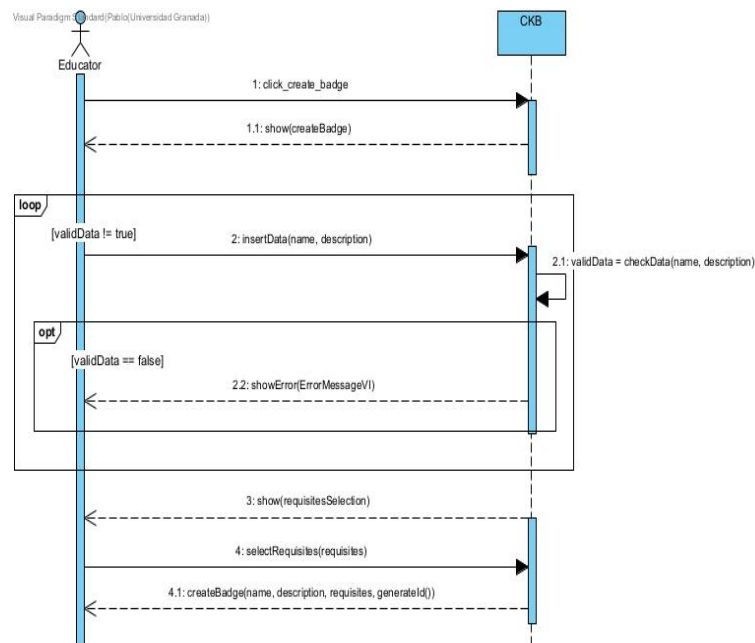 Visual Paradigm Standard(Pablo(Universidad Granada))
CKB
Educator
1: click_create_badge
1.1: show(createBadge)
loop
[validData != true]
2: insertData(name, description)
2.1: validData = checkData(name, description)
opt
[validData == false]
2.2: showError(ErrorMessageVI)
3: show(requisitesSelection)
4: selectRequisites(requisites)
4.1: createBadge(name, description, requisites, generateId())